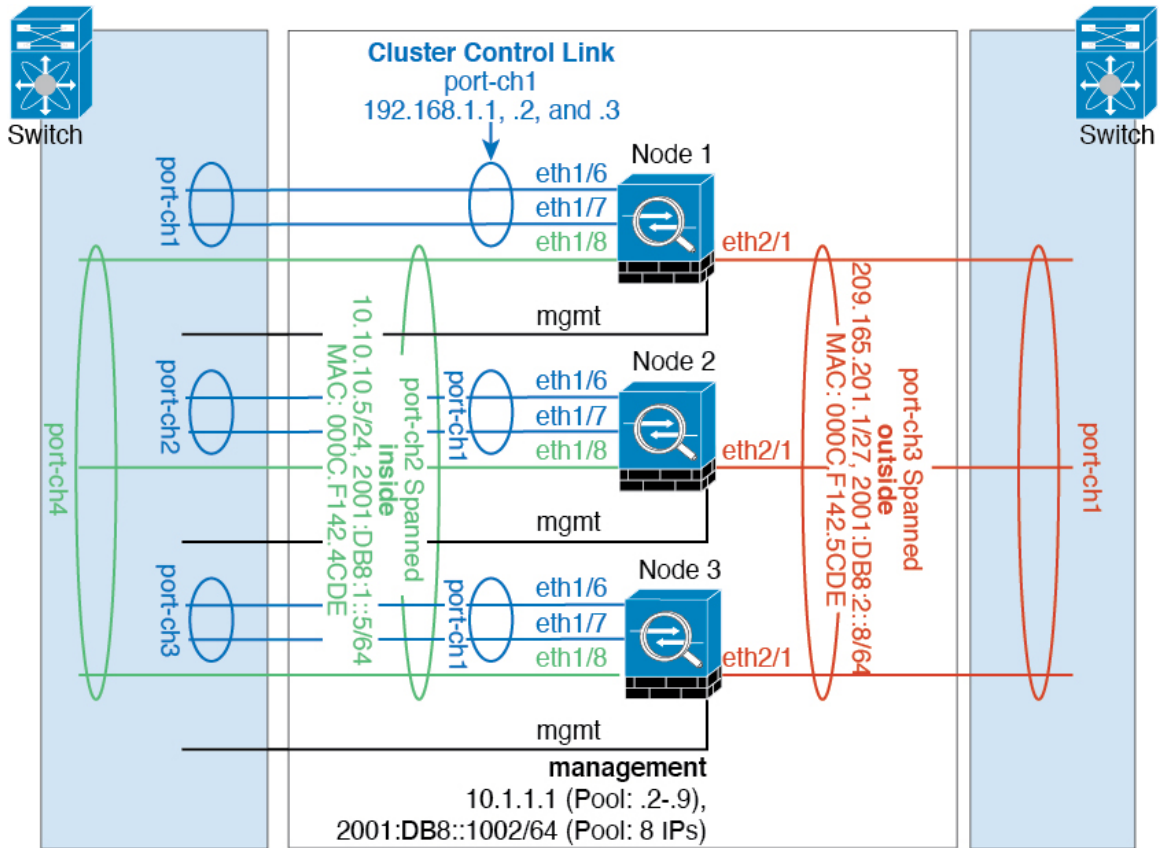 Switch
Switch
Cluster Control Link
port-ch1
192.168.1.1, .2, and .3
Node 1
port-ch1
eth1/6
eth1/7
eth1/8
eth2/1
mgmt
Node 2
port-ch2
port-ch1
eth1/6
eth1/7
eth1/8
eth2/1
mgmt
Node 3
port-ch3
port-ch1
eth1/6
eth1/7
eth1/8
eth2/1
mgmt
port-ch4
port-ch2 Spanned
inside
10.10.10.5/24, 2001:DB8:1::5/64
MAC: 000C.F142.4CDE
port-ch3 Spanned
outside
209.165.201.1/27, 2001:DB8:2::8/64
MAC: 000C.F142.5CDE
port-ch1
management
10.1.1.1 (Pool: .2-.9),
2001:DB8::1002/64 (Pool: 8 IPs)